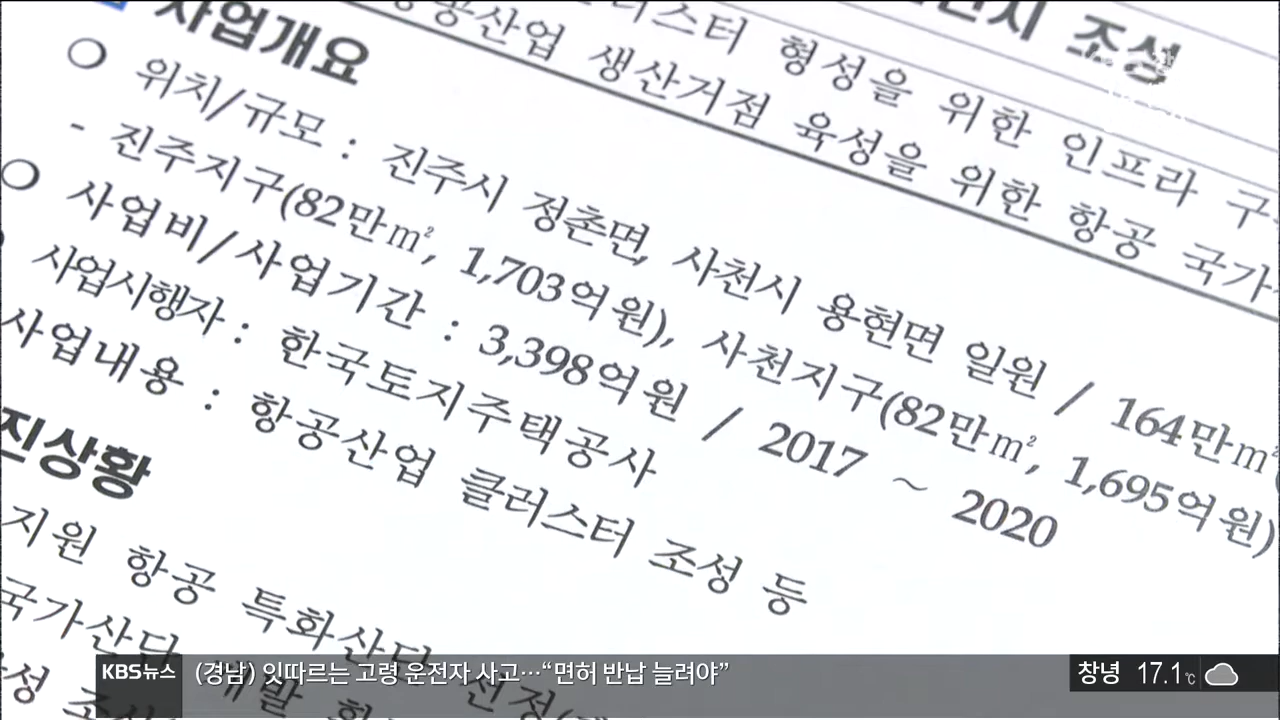 조성
클러스터 형성을 위한 인프라 구
항공산업 생산거점 육성을 위한 항공 국가
사업개요
○ 위치/규모 : 진주시 정촌면, 사천시 용현면 일원 / 164만㎡
- 진주지구(82만㎡, 1,703억원), 사천지구(82만㎡, 1,695억원)
○ 사업비/사업기간 : 3,398억원 / 2017 ~ 2020
사업시행자 : 한국토지주택공사
사업내용 : 항공산업 클러스터 조성 등
진상황
지원 항공 특화산단 선정
국가산단 개발
성
KBS뉴스 (경남) 잇따르는 고령 운전자 사고…“면허 반납 늘려야”
창녕 17.1℃